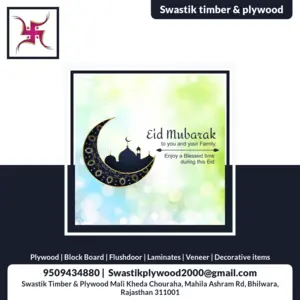 Swastik timber & plywood
Eid Mubarak
to you and your Family
Enjoy a Blessed time
during this Eid
Plywood | Block Board | Flushdoor | Laminates | Veneer | Decorative items
9509434880 | Swastikplywood2000@gmail.com
Swastik Timber & Plywood Mali Kheda Chouraha, Mahila Ashram Rd, Bhilwara,
Rajasthan 311001